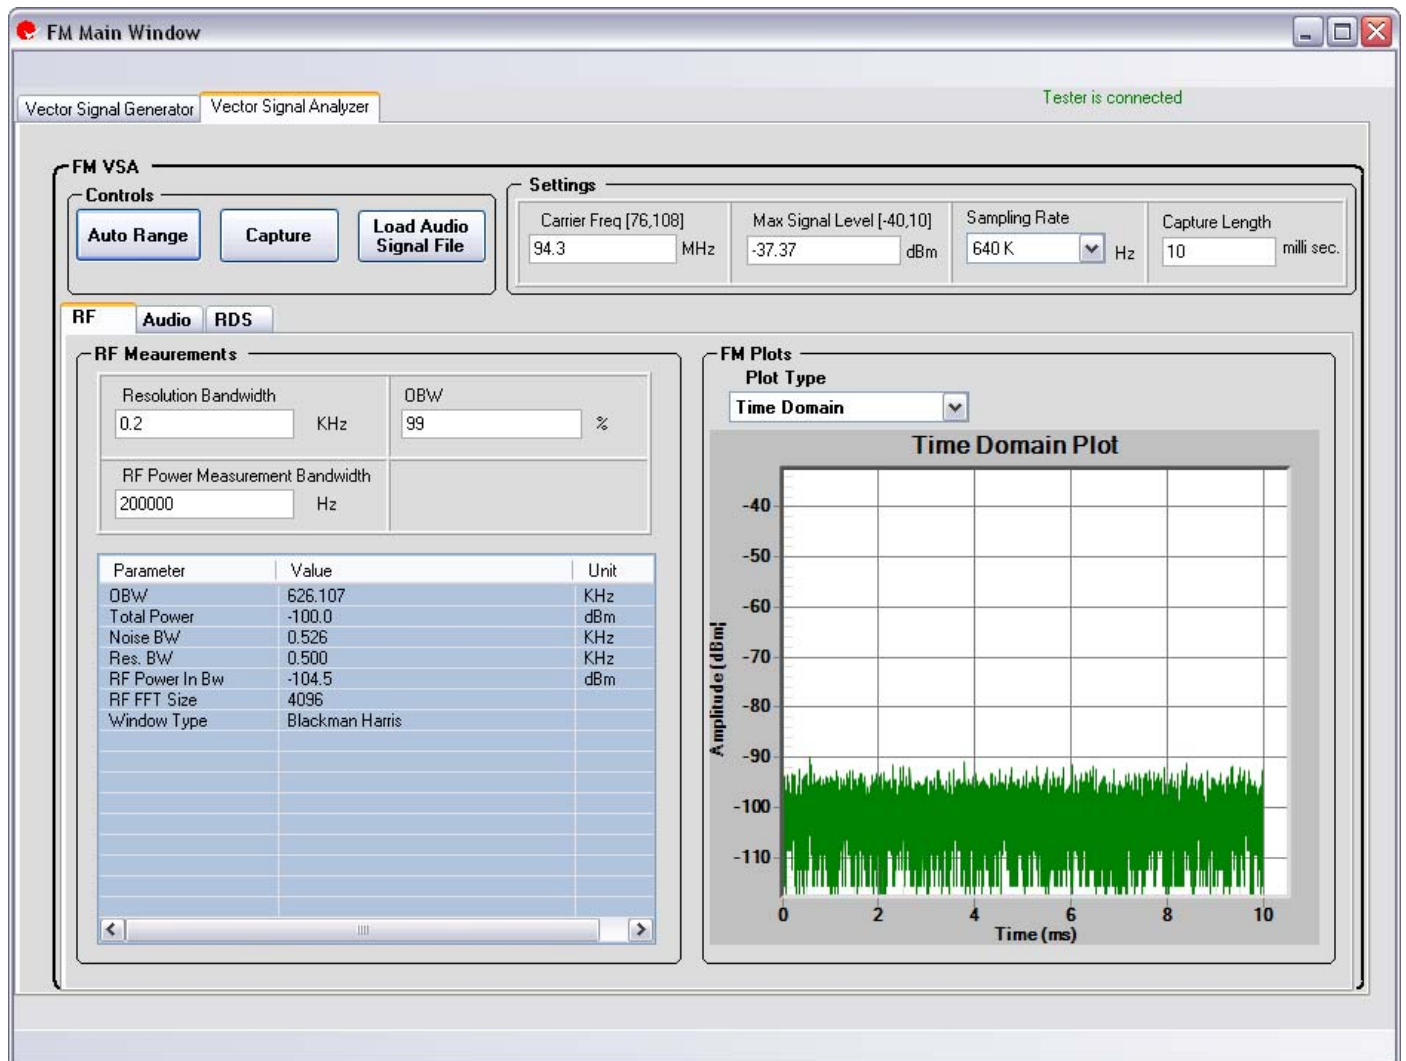 FM Main Window
Vector Signal Generator Vector Signal Analyzer Tester is connected
FM VSA
Controls
Auto Range Capture Load Audio
Signal File
Settings
Carrier Freq [76,108] Max Signal Level [-40,10] Sampling Rate Capture Length
94.3 MHz -37.37 dBm 640 K Hz 10 milli sec.
RF Audio RDS
RF Meaurements
Resolution Bandwidth OBW
0.2 KHz 99 %
RF Power Measurement Bandwidth
200000 Hz
Parameter Value Unit
OBW 626.107 KHz
Total Power -100.0 dBm
Noise BW 0.526 KHz
Res. BW 0.500 KHz
RF Power In Bw -104.5 dBm
RF FFT Size 4096
Window Type Blackman Harris
FM Plots
Plot Type
Time Domain
Time Domain Plot
Amplitude (dBm)
-40
-50
-60
-70
-80
-90
-100
-110
0 2 4 6 8 10
Time (ms)